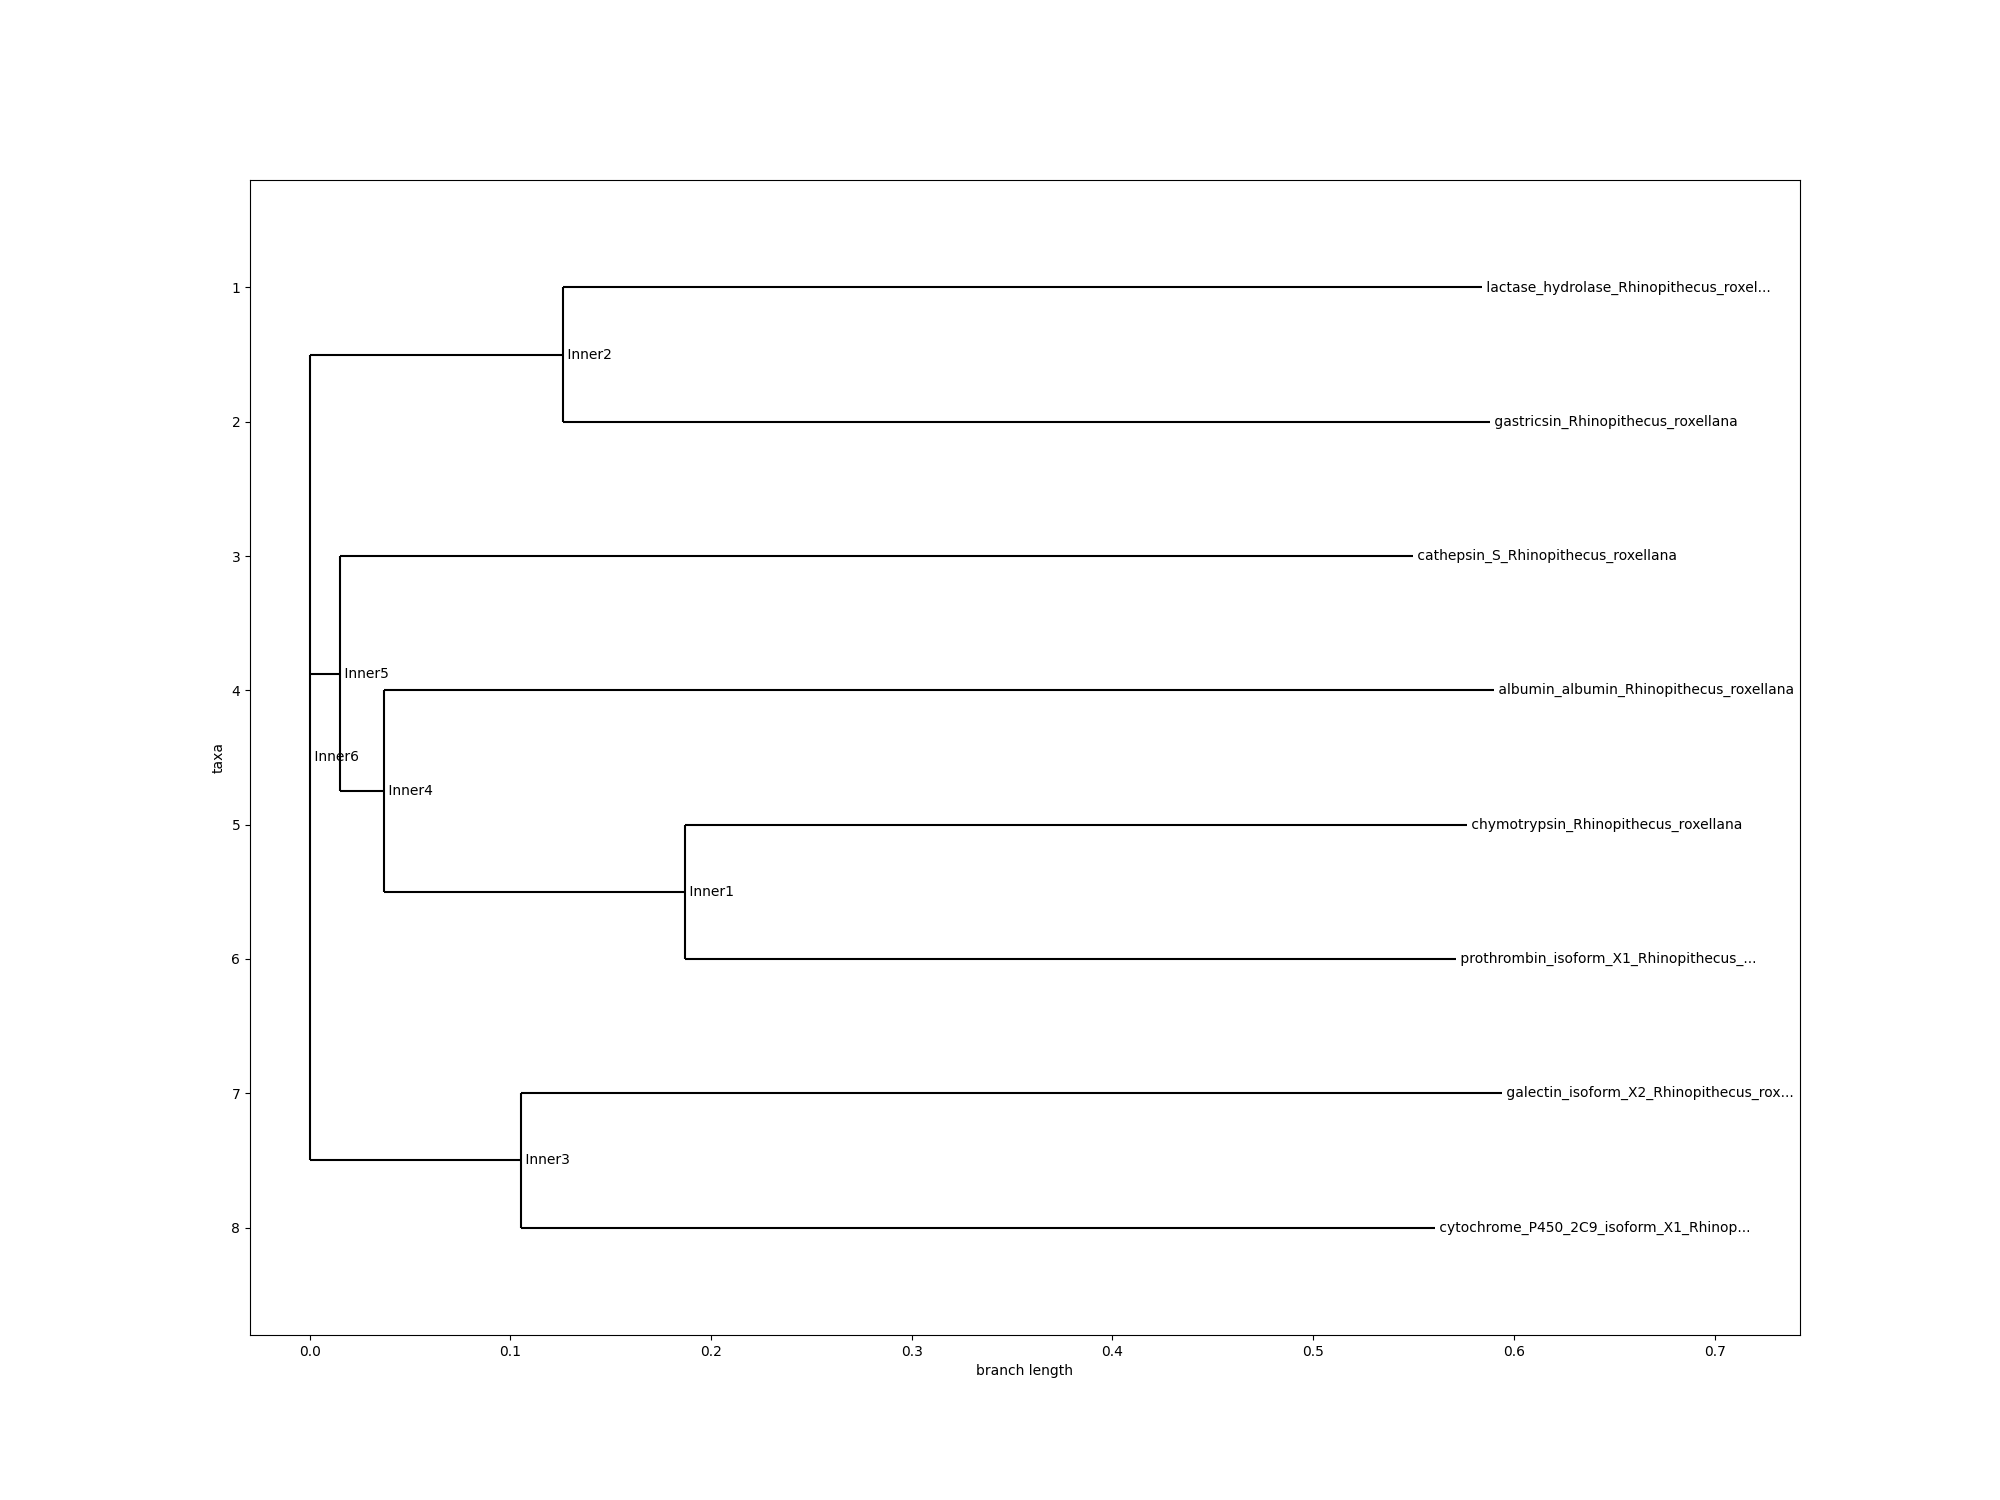 1
lactase_hydrolase_Rhinopithecus_roxel...
Inner2
2
gastricsin_Rhinopithecus_roxellana
3
cathepsin_S_Rhinopithecus_roxellana
Inner5
4
albumin_albumin_Rhinopithecus_roxellana
taxa
Inner6
Inner4
5
chymotrypsin_Rhinopithecus_roxellana
Inner1
6
prothrombin_isoform_X1_Rhinopithecus_...
7
galectin_isoform_X2_Rhinopithecus_rox...
Inner3
8
cytochrome_P450_2C9_isoform_X1_Rhinop...
0.0 0.1 0.2 0.3 0.4 0.5 0.6 0.7
branch length